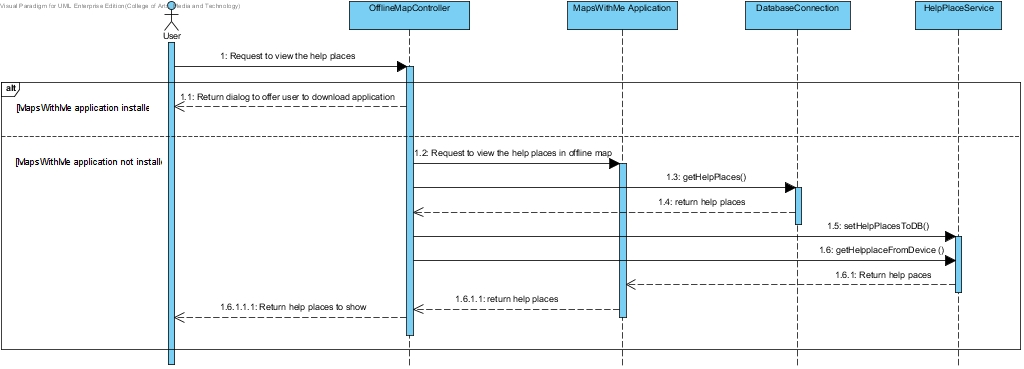 Visual Paradigm for UML Enterprise Edition(College of Arts, Media and Technology)
OfflineMapController
MapsWithMe Application
DatabaseConnection
HelpPlaceService
User
1: Request to view the help places
alt
1.1: Return dialog to offer user to download application
[MapsWithMe application installe
1.2: Request to view the help places in offline map
[MapsWithMe application not installe
1.3: getHelpPlaces()
1.4: return help places
1.5: setHelpPlacesToDB()
1.6: getHelpplaceFromDevice ()
1.6.1: Return help paces
1.6.1.1: return help places
1.6.1.1.1: Return help places to show